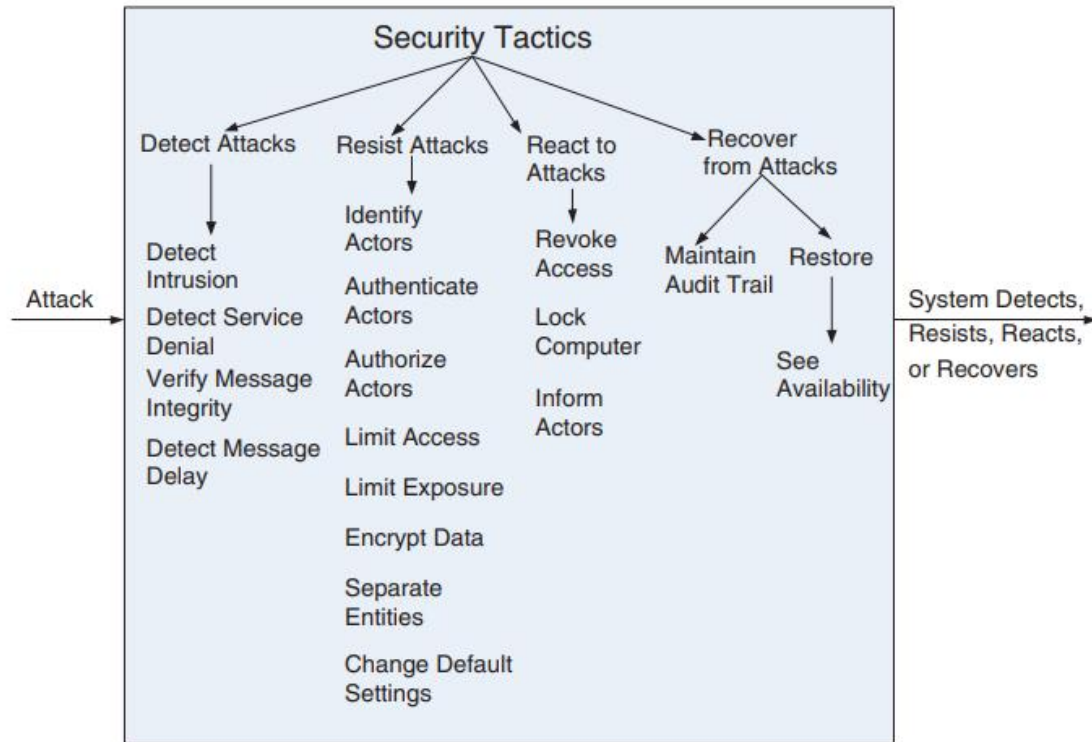 Security Tactics
Detect Attacks
Resist Attacks
React to
Attacks
Recover
from Attacks
Detect
Intrusion
Detect Service
Denial
Verify Message
Integrity
Detect Message
Delay
Identify
Actors
Authenticate
Actors
Authorize
Actors
Limit Access
Limit Exposure
Encrypt Data
Separate
Entities
Change Default
Settings
Revoke
Access
Lock
Computer
Inform
Actors
Maintain
Audit Trail
Restore
See
Availability
Attack
System Detects,
Resists, Reacts,
or Recovers